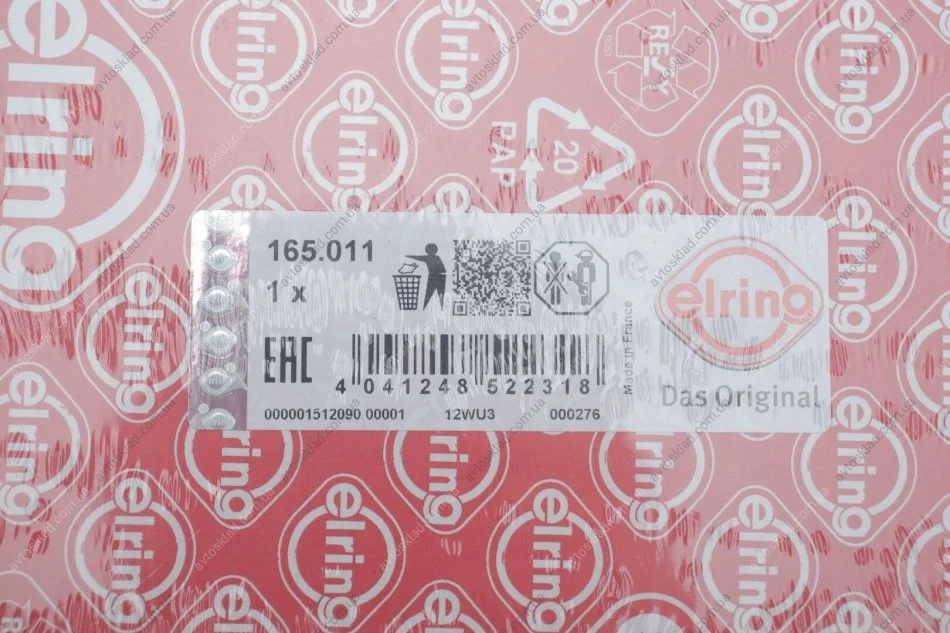 165.011
1 x
EAC
4 041248 522318
000001512090 00001 12WU3 000276
Made in France
elring
Das Original
20
PAP
RECY
elring
avtosklad.com.ua